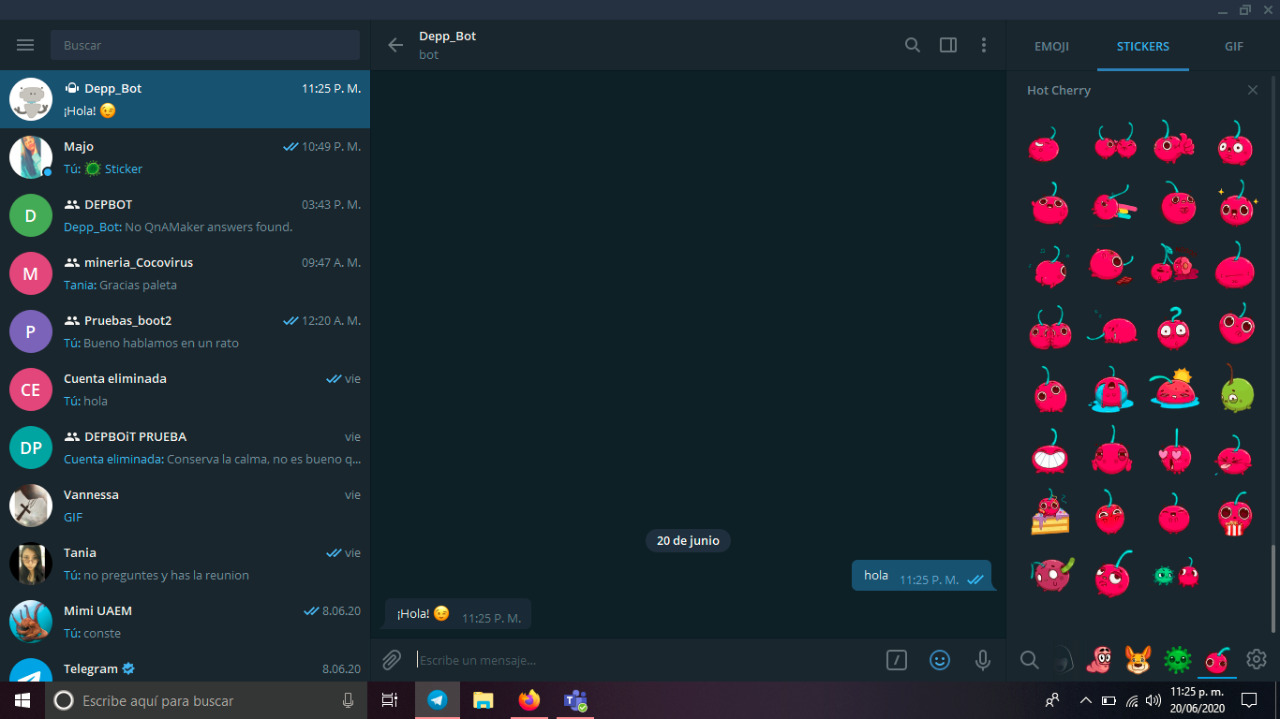 Buscar
Depp_Bot
11:25 P. M.
¡Hola! 😉
Majo
10:49 P. M.
Tú: Sticker
D
DEPBOT
03:43 P. M.
Depp_Bot: No QnAMaker answers found.
M
mineria_Cocovirus
09:47 A. M.
Tania: Gracias paleta
P
Pruebas_boot2
12:20 A. M.
Tú: Bueno hablamos en un rato
CE
Cuenta eliminada
vie
Tú: hola
DP
DEPBOiT PRUEBA
vie
Cuenta eliminada: Conserva la calma, no es bueno q...
Vannessa
vie
GIF
Tania
vie
Tú: no preguntes y has la reunion
Mimi UAEM
8.06.20
Tú: conste
Telegram
8.06.20
Depp_Bot
bot
20 de junio
hola 11:25 P. M.
¡Hola! 😉 11:25 P. M.
Escribe un mensaje...
EMOJI STICKERS GIF
Hot Cherry
Escribe aquí para buscar
11:25 p. m.
20/06/2020